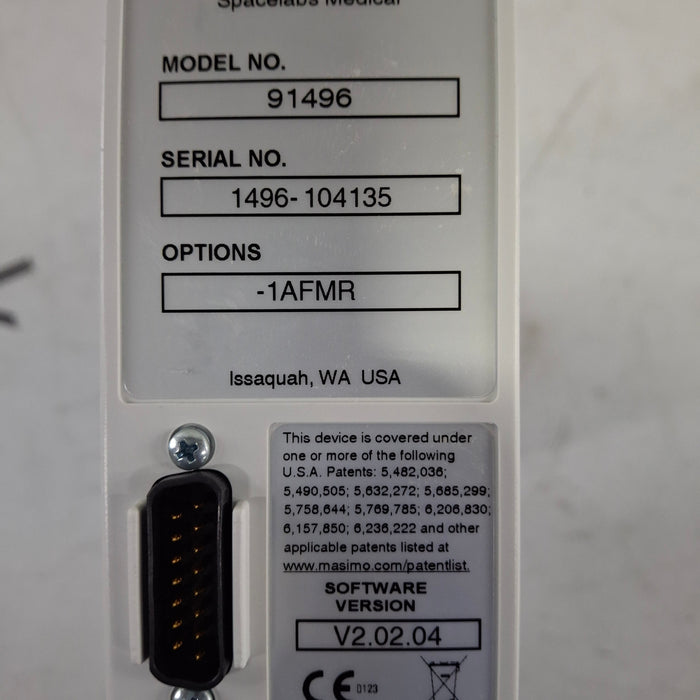 Spacelabs Medical
MODEL NO.
91496
SERIAL NO.
1496-104135
OPTIONS
-1AFMR
Issaquah, WA USA
This device is covered under
one or more of the following
U.S.A. Patents: 5,482,036;
5,490,505; 5,632,272; 5,685,299;
5,758,644; 5,769,785; 6,206,830;
6,157,850; 6,236,222 and other
applicable patents listed at
www.masimo.com/patentlist.
SOFTWARE
VERSION
V2.02.04
CE 0123